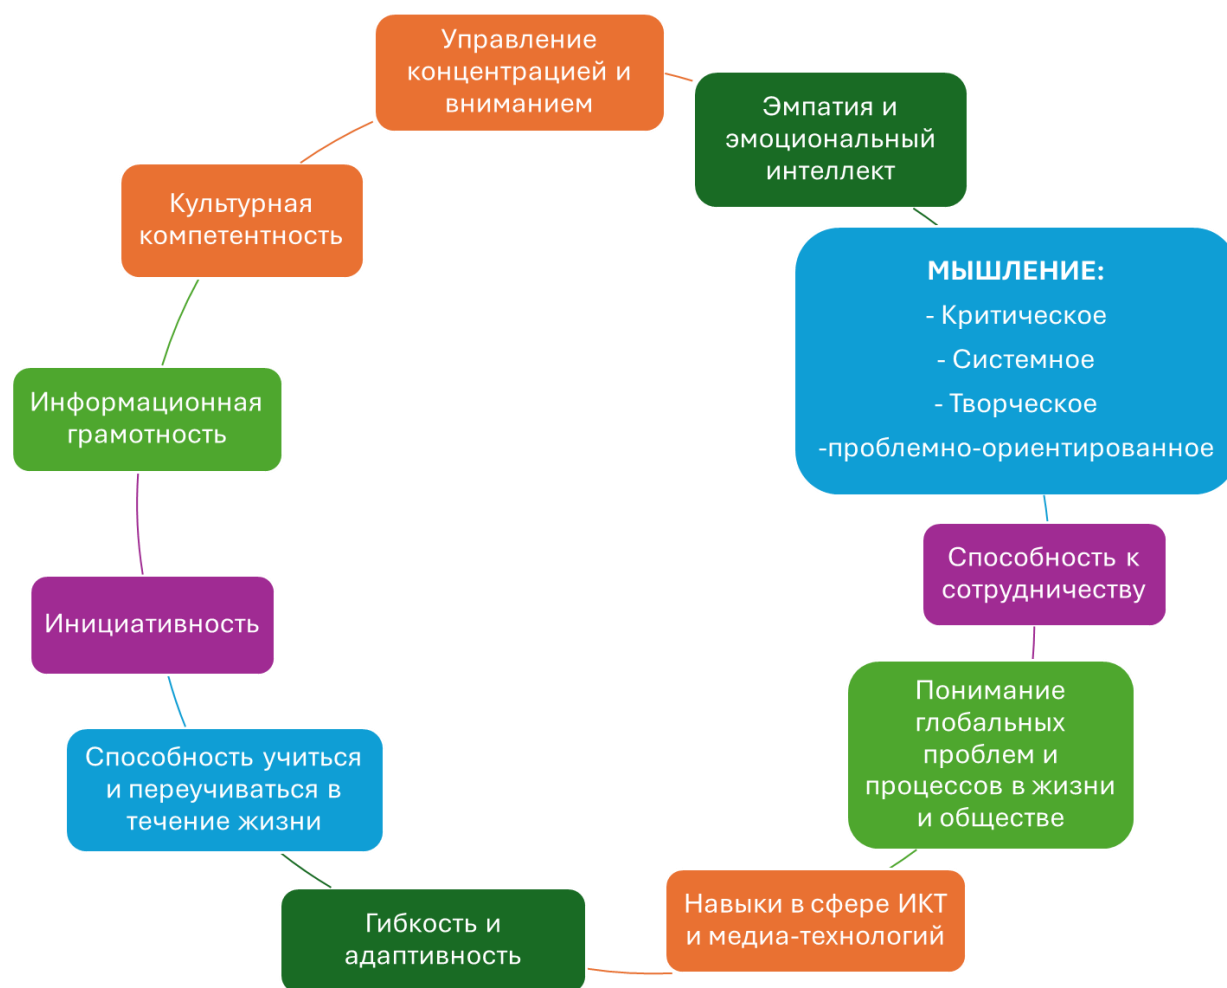 Управление
концентрацией и
вниманием
Эмпатия и
эмоциональный
интеллект
МЫШЛЕНИЕ:
- Критическое
- Системное
- Творческое
-проблемно-ориентированное
Способность к
сотрудничеству
Понимание
глобальных
проблем и
процессов в жизни
и обществе
Навыки в сфере ИКТ
и медиа-технологий
Гибкость и
адаптивность
Способность учиться
и переучиваться в
течение жизни
Инициативность
Информационная
грамотность
Культурная
компетентность